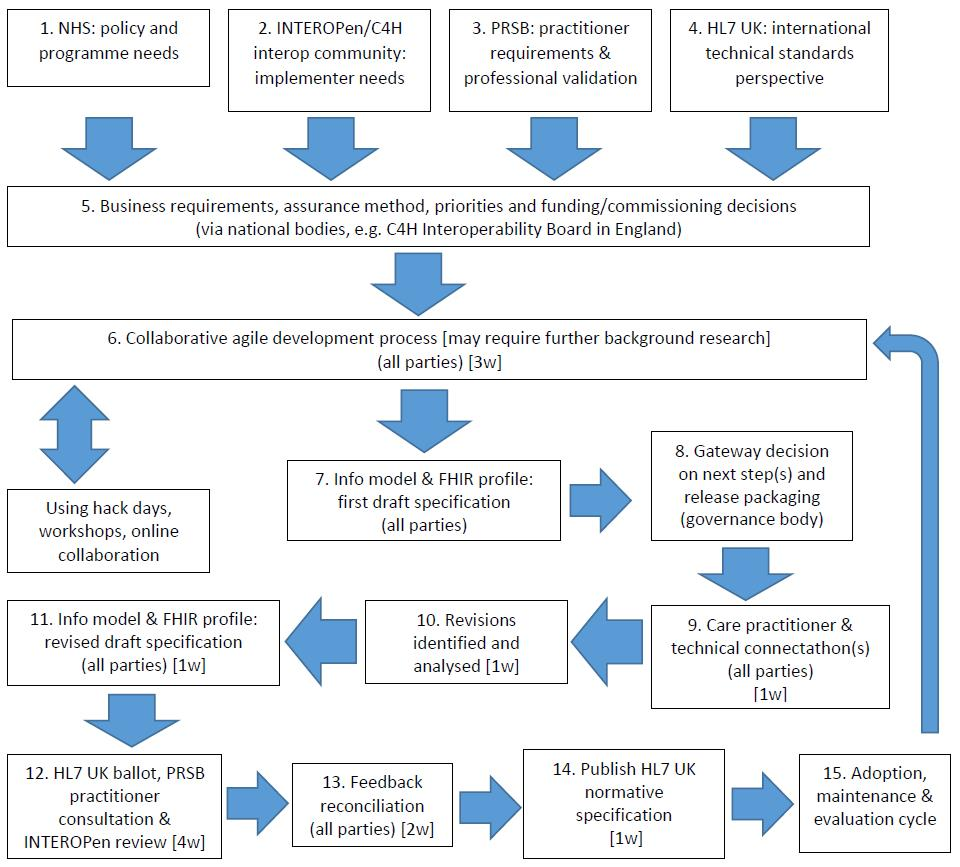 1. NHS: policy and
programme needs
2. INTEROPen/C4H
interop community:
implementer needs
3. PRSB: practitioner
requirements &
professional validation
4. HL7 UK: international
technical standards
perspective
5. Business requirements, assurance method, priorities and funding/commissioning decisions
(via national bodies, e.g. C4H Interoperability Board in England)
6. Collaborative agile development process [may require further background research]
(all parties) [3w]
Using hack days,
workshops, online
collaboration
7. Info model & FHIR profile:
first draft specification
(all parties)
8. Gateway decision
on next step(s) and
release packaging
(governance body)
9. Care practitioner &
technical connectathon(s)
(all parties)
[1w]
10. Revisions
identified and
analysed [1w]
11. Info model & FHIR profile:
revised draft specification
(all parties) [1w]
12. HL7 UK ballot, PRSB
practitioner
consultation &
INTEROPen review [4w]
13. Feedback
reconciliation
(all parties) [2w]
14. Publish HL7 UK
normative
specification
[1w]
15. Adoption,
maintenance &
evaluation cycle